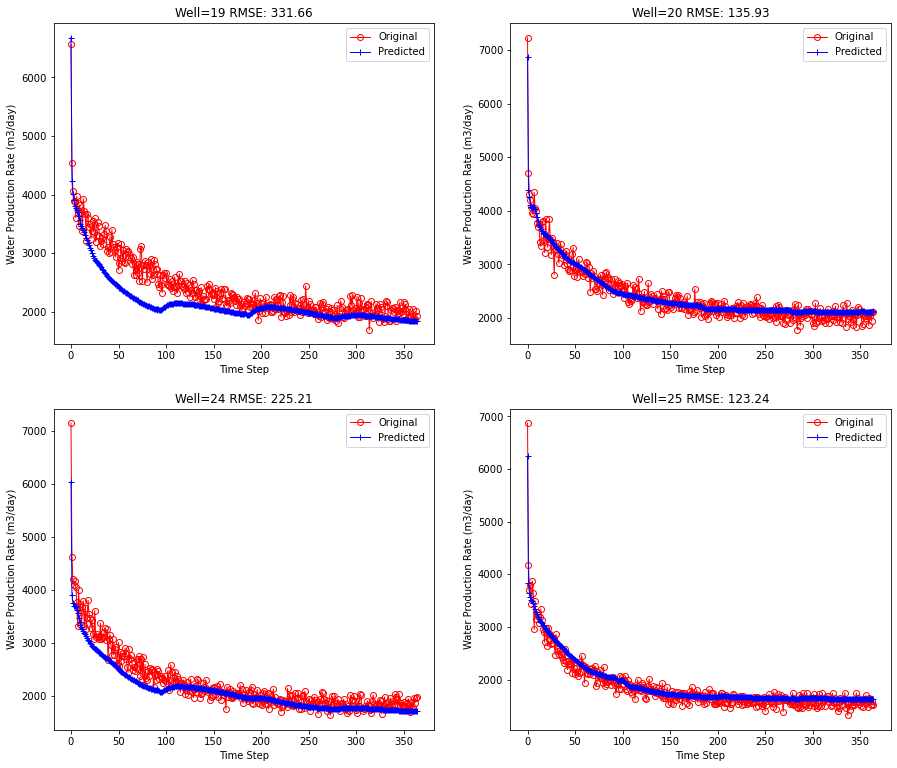 Well=19 RMSE: 331.66
Original
Predicted
6000
5000
4000
3000
2000
Water Production Rate (m3/day)
0 50 100 150 200 250 300 350
Time Step
Well=20 RMSE: 135.93
Original
Predicted
7000
6000
5000
4000
3000
2000
Water Production Rate (m3/day)
0 50 100 150 200 250 300 350
Time Step
Well=24 RMSE: 225.21
Original
Predicted
7000
6000
5000
4000
3000
2000
Water Production Rate (m3/day)
0 50 100 150 200 250 300 350
Time Step
Well=25 RMSE: 123.24
Original
Predicted
7000
6000
5000
4000
3000
2000
Water Production Rate (m3/day)
0 50 100 150 200 250 300 350
Time Step